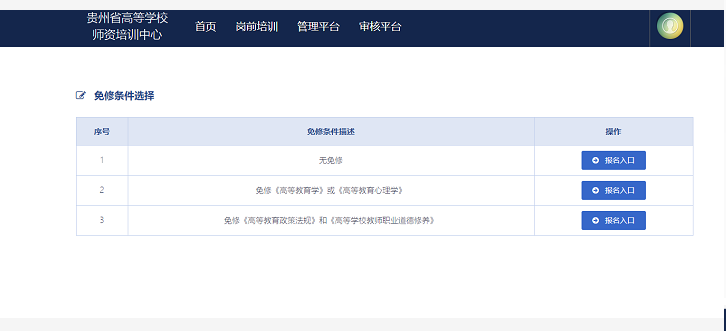 贵州省高等学校
师资培训中心
首页 岗前培训 管理平台 审核平台
免修条件选择
序号 免修条件描述 操作
1 无免修 报名入口
2 免修《高等教育学》或《高等教育心理学》 报名入口
3 免修《高等教育政策法规》和《高等学校教师职业道德修养》 报名入口